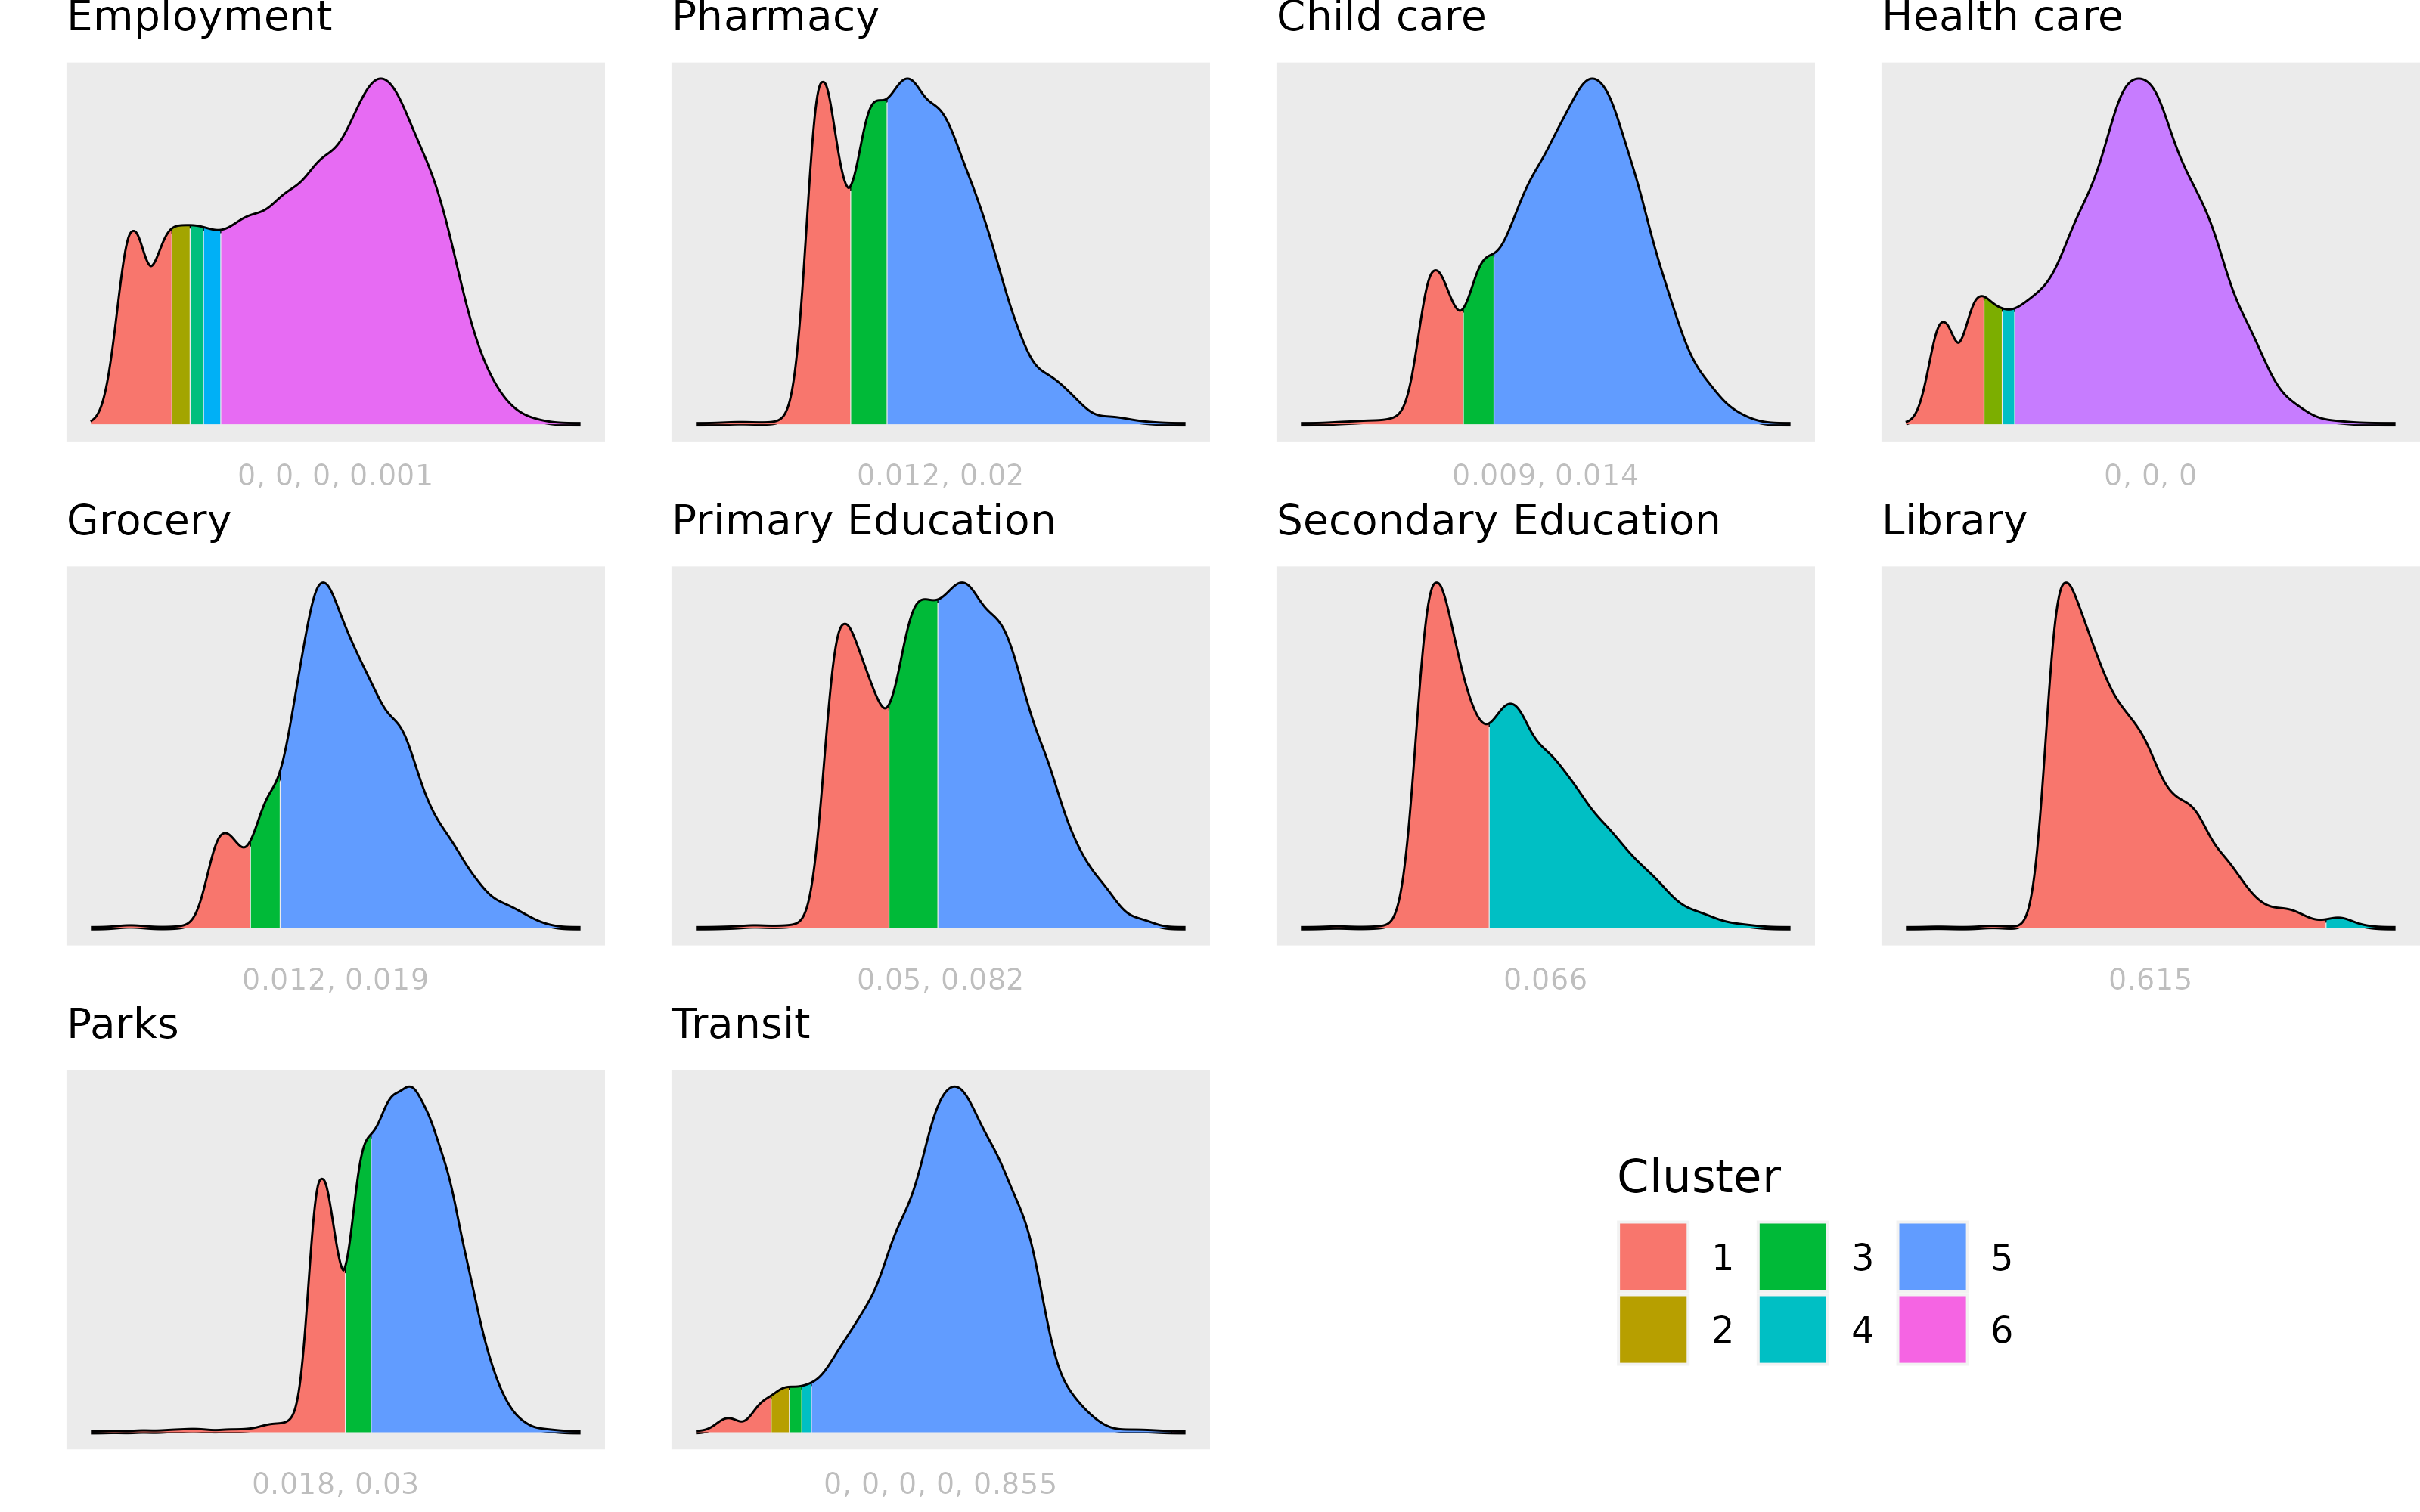 Employment
Pharmacy
Child care
Health care
0, 0, 0, 0.001
0.012, 0.02
0.009, 0.014
0, 0, 0
Grocery
Primary Education
Secondary Education
Library
0.012, 0.019
0.05, 0.082
0.066
0.615
Parks
Transit
0.018, 0.03
0, 0, 0, 0, 0.855
Cluster
1
3
5
2
4
6